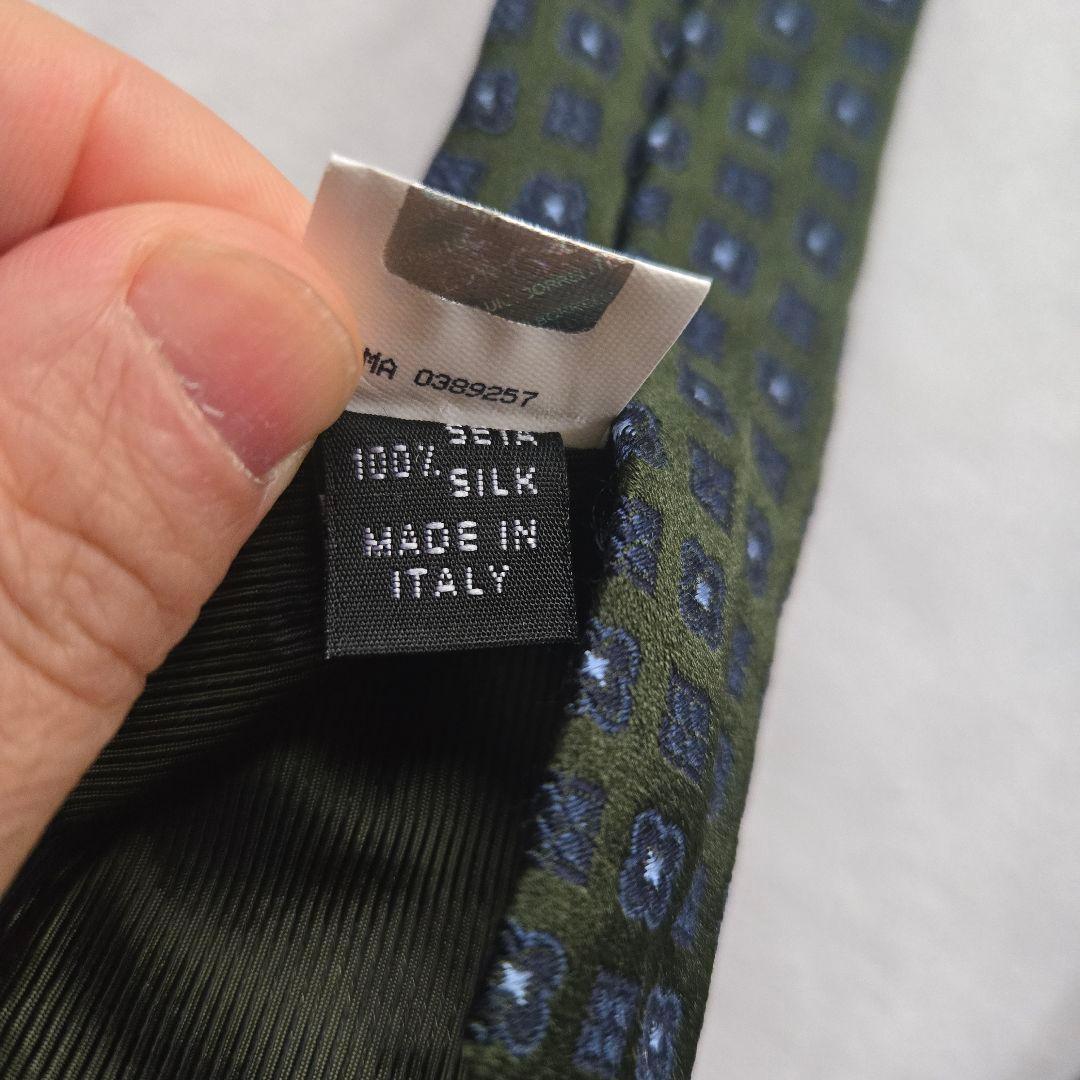 MA 0389257
SETA
100% SILK
MADE IN
ITALY